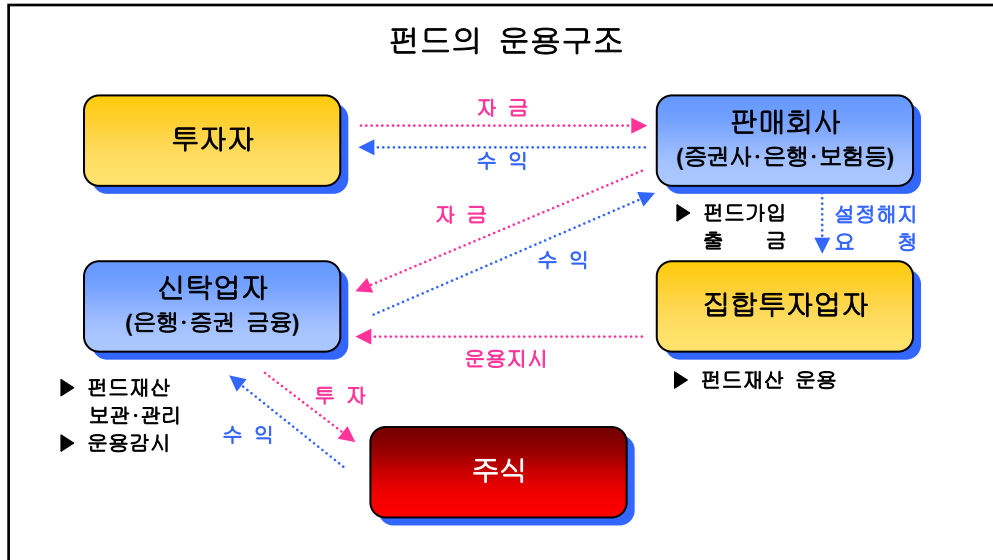 펀드의 운용구조
투자자
자 금
수 익
판매회사
(증권사·은행·보험등)
▶ 펀드가입
출 금
설정해지
요 청
자 금
수 익
신탁업자
(은행·증권 금융)
집합투자업자
운용지시
▶ 펀드재산 운용
▶ 펀드재산
보관·관리
▶ 운용감시
투 자
수 익
주식